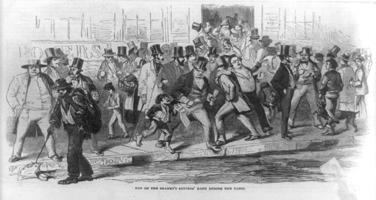 RUN ON THE SEAMEN'S SAVINGS' BANK DURING THE PANIC.